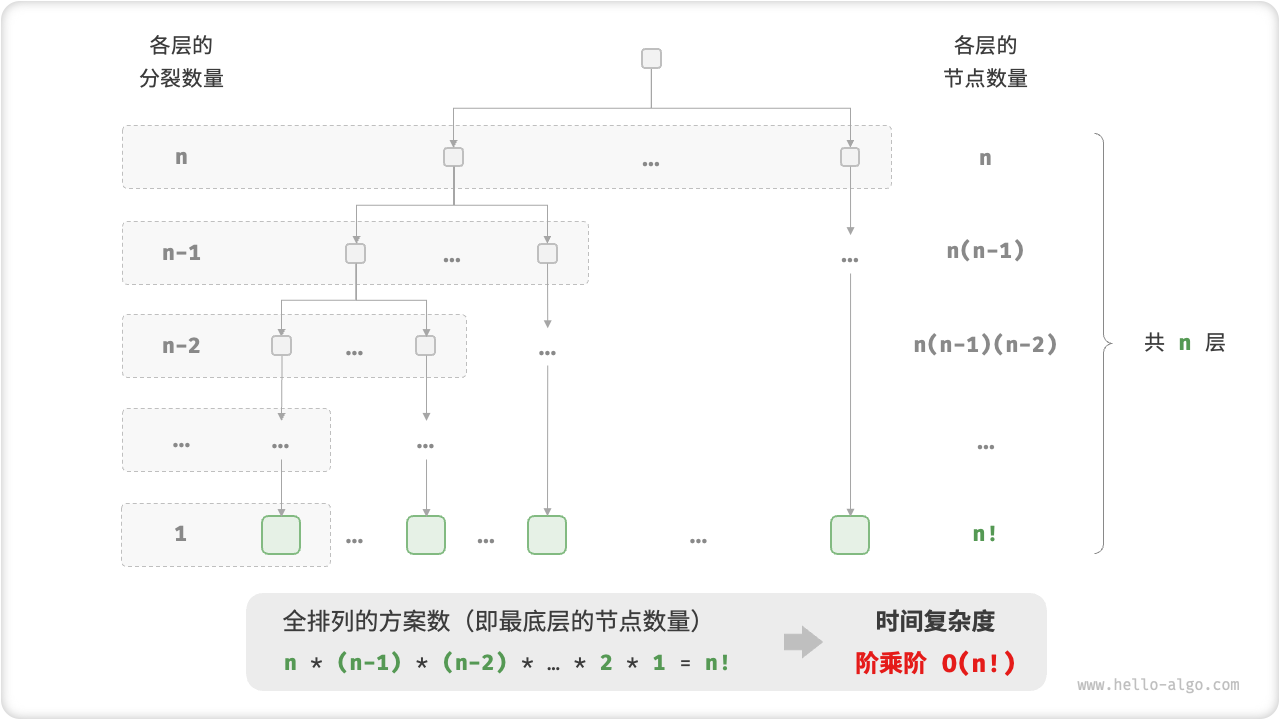 各层的
分裂数量
各层的
节点数量
n
…
n
n-1
…
…
n(n-1)
n-2
…
…
n(n-1)(n-2)
共 n 层
…
…
…
…
1
…
…
…
n!
全排列的方案数（即最底层的节点数量）
n * (n-1) * (n-2) * … * 2 * 1 = n!
时间复杂度
阶乘阶 O(n!)
www.hello-algo.com